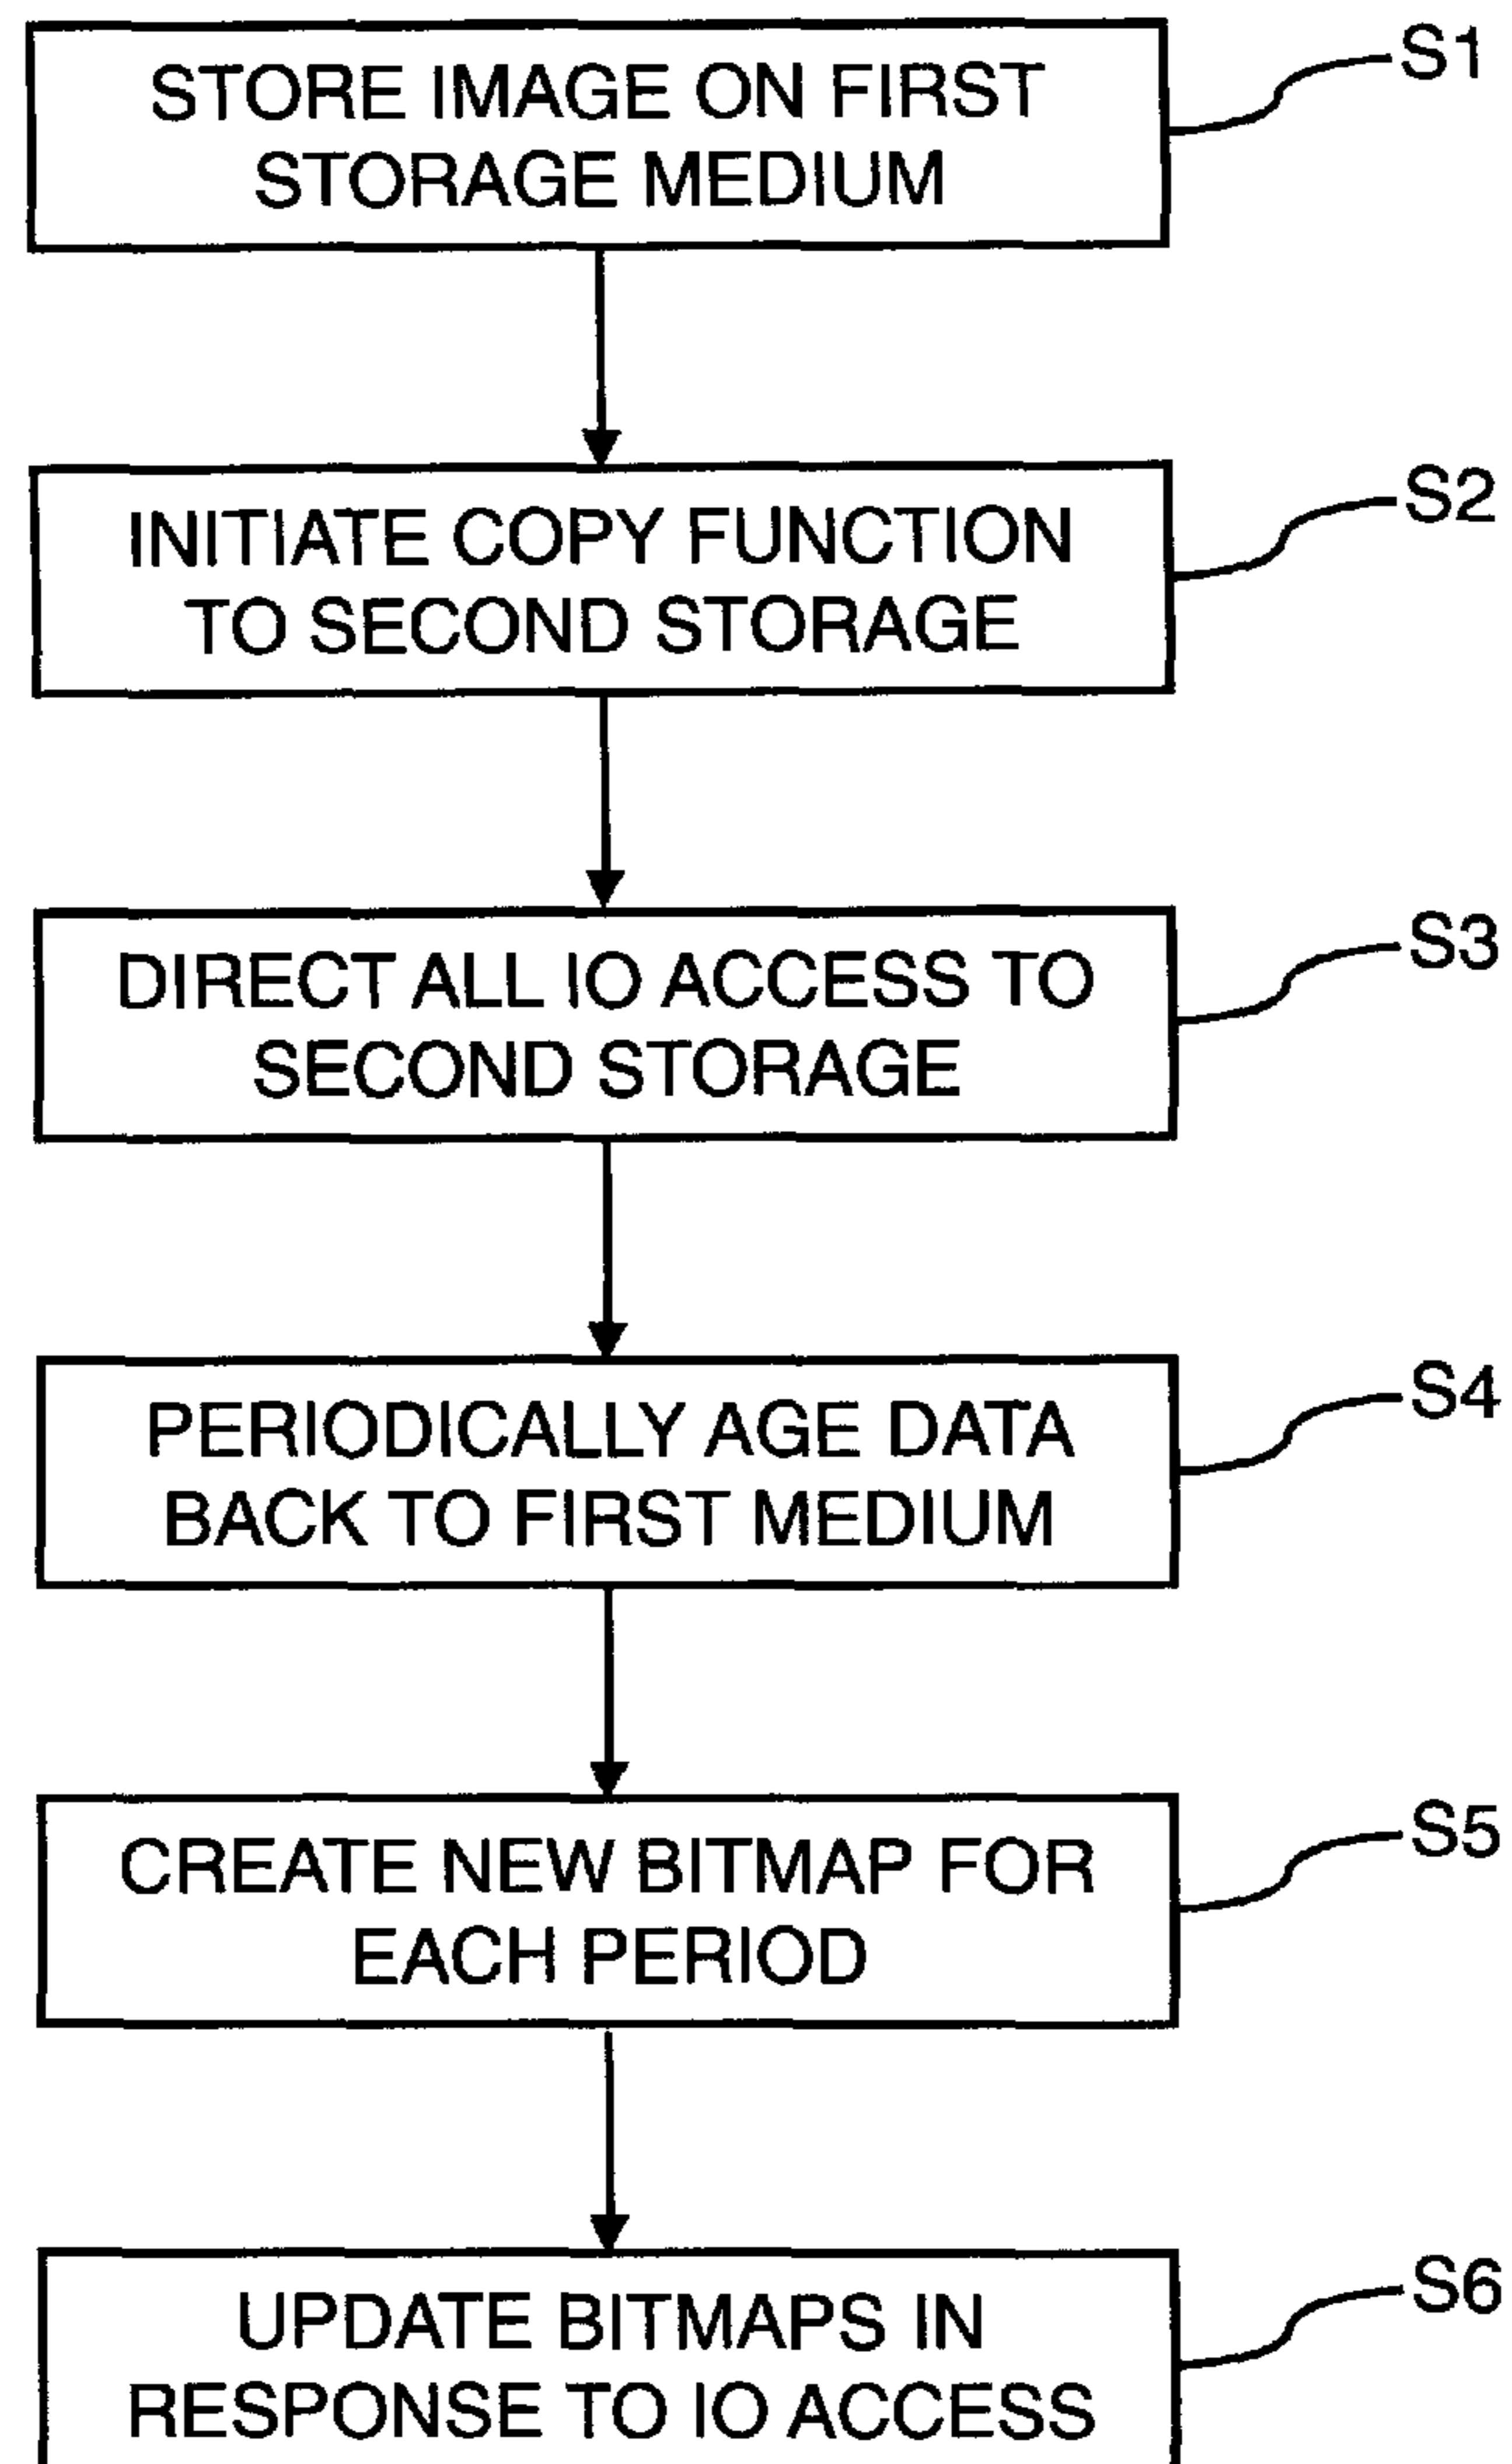 STORE IMAGE ON FIRST
STORAGE MEDIUM
S1
INITIATE COPY FUNCTION
TO SECOND STORAGE
S2
DIRECT ALL IO ACCESS TO
SECOND STORAGE
S3
PERIODICALLY AGE DATA
BACK TO FIRST MEDIUM
S4
CREATE NEW BITMAP FOR
EACH PERIOD
S5
UPDATE BITMAPS IN
RESPONSE TO IO ACCESS
S6